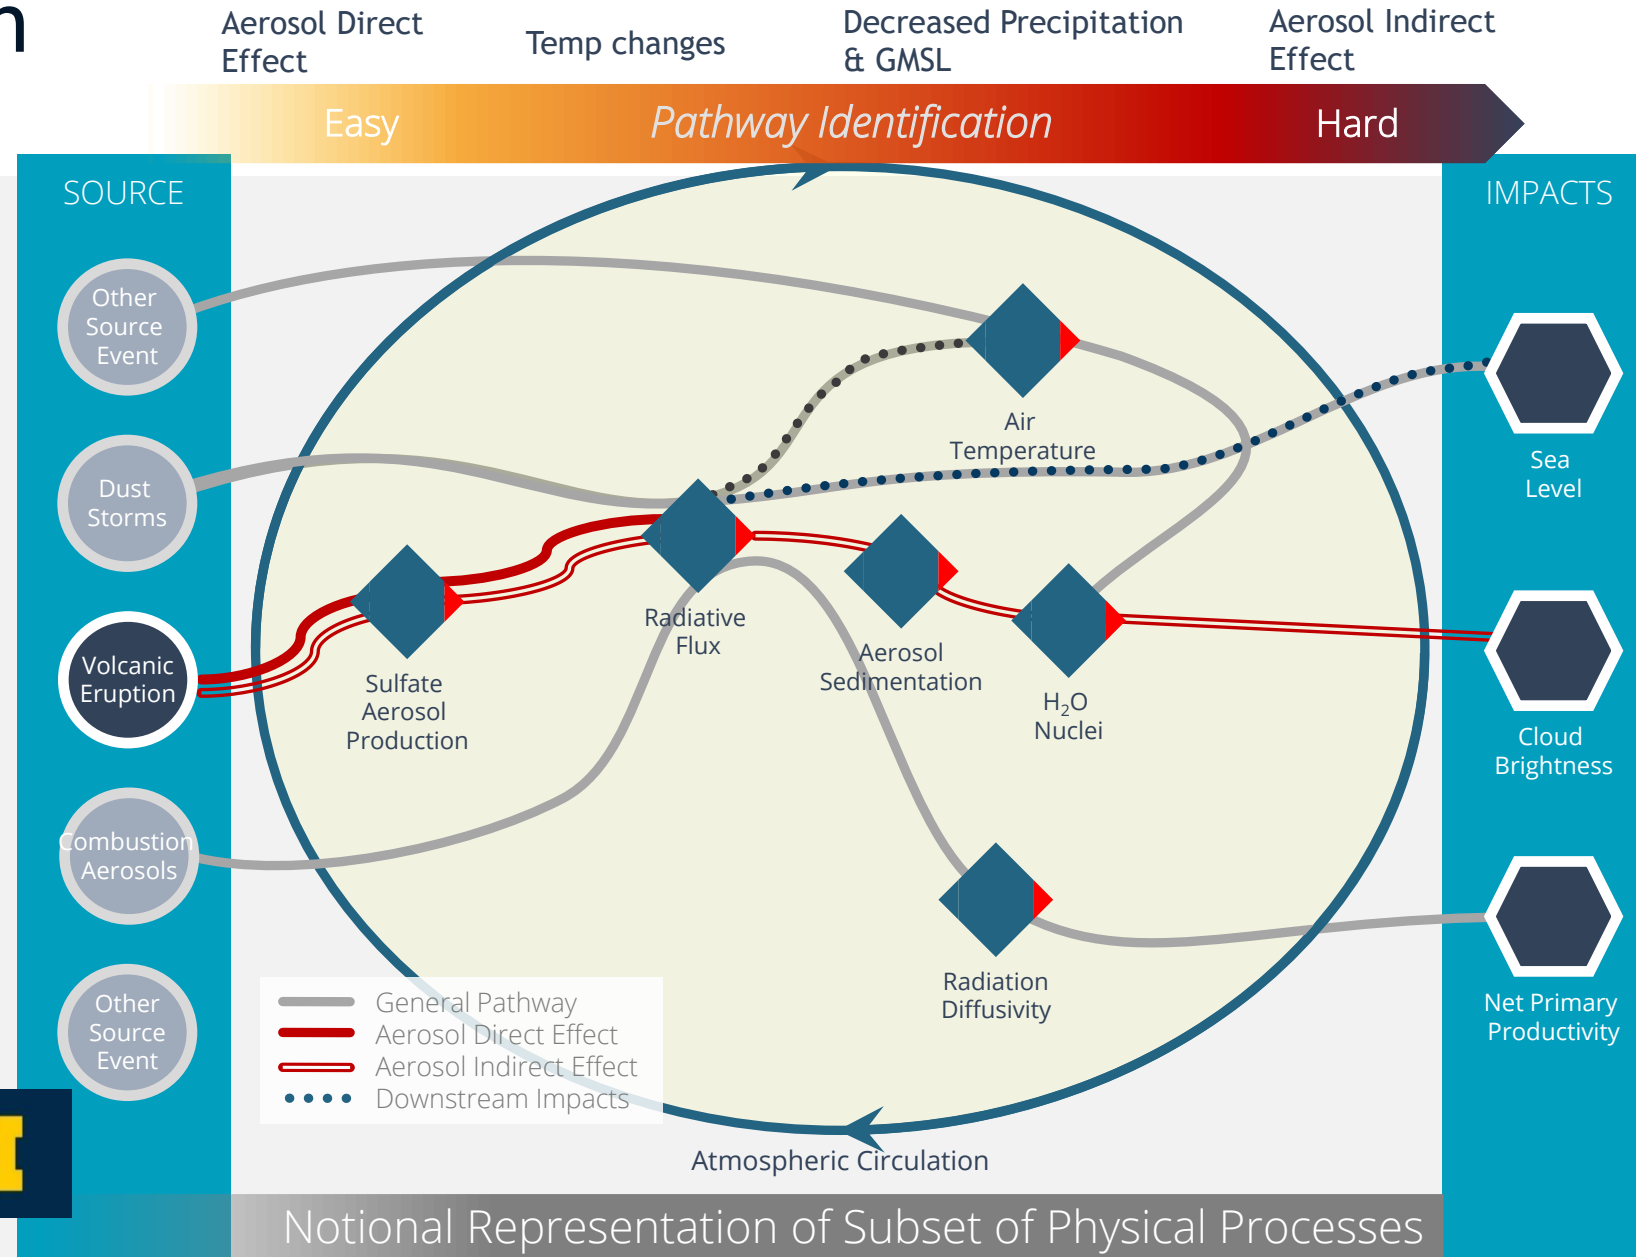 n
Aerosol Direct
Effect
Temp changes
Decreased Precipitation
& GMSL
Aerosol Indirect
Effect
Easy
Pathway Identification
Hard
SOURCE
IMPACTS
Other
Source
Event
Dust
Storms
Volcanic
Eruption
Combustion
Aerosols
Other
Source
Event
Air
Temperature
Radiative
Flux
Sulfate
Aerosol
Production
Aerosol
Sedimentation
H₂O
Nuclei
Radiation
Diffusivity
Sea
Level
Cloud
Brightness
Net Primary
Productivity
General Pathway
Aerosol Direct Effect
Aerosol Indirect Effect
Downstream Impacts
Atmospheric Circulation
Notional Representation of Subset of Physical Processes